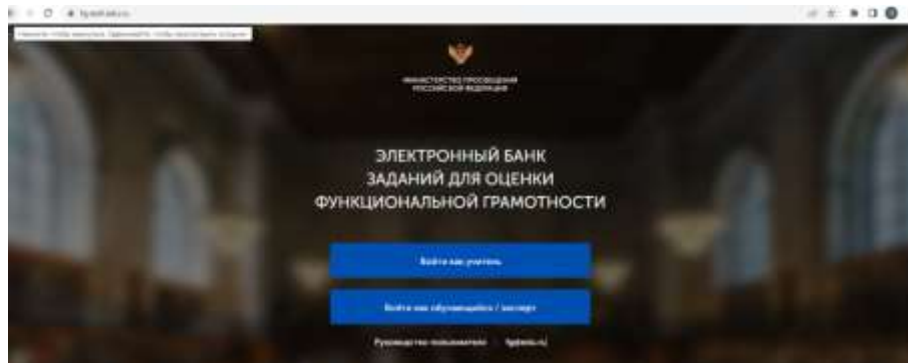 МИНИСТЕРСТВО ПРОСВЕЩЕНИЯ
РОССИЙСКОЙ ФЕДЕРАЦИИ
ЭЛЕКТРОННЫЙ БАНК
ЗАДАНИЙ ДЛЯ ОЦЕНКИ
ФУНКЦИОНАЛЬНОЙ ГРАМОТНОСТИ
Войти как учитель
Войти как обучающийся / эксперт
Руководство пользователя